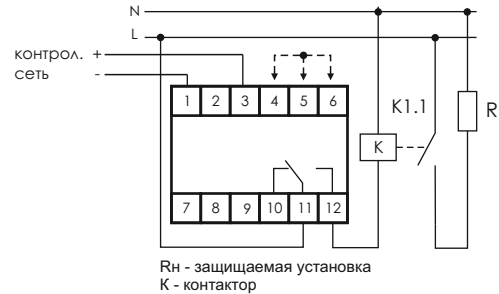 N
L
контрол. +
сеть -
1 2 3 4 5 6
K1.1
R
K
10 11 12
7 8 9
Rн - защищаемая установка
К - контактор